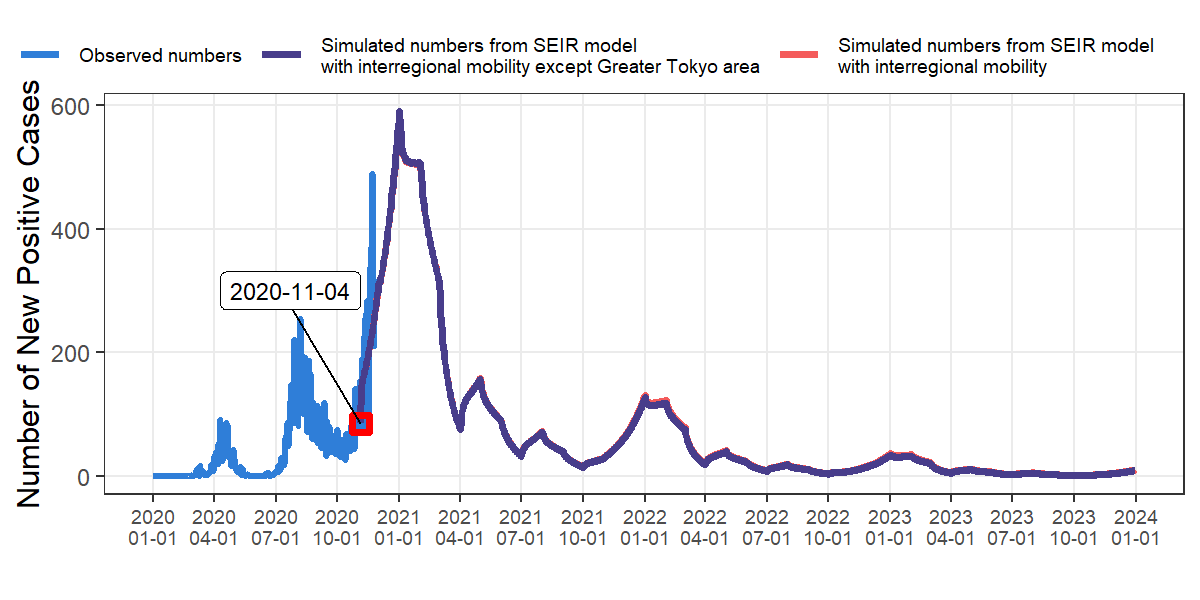 Observed numbers
Simulated numbers from SEIR model
with interregional mobility except Greater Tokyo area
Simulated numbers from SEIR model
with interregional mobility
Number of New Positive Cases
600
400
200
0
2020-11-04
2020 2020 2020 2020 2021 2021 2021 2021 2022 2022 2022 2022 2023 2023 2023 2023 2024
01-01 04-01 07-01 10-01 01-01 04-01 07-01 10-01 01-01 04-01 07-01 10-01 01-01 04-01 07-01 10-01 01-01